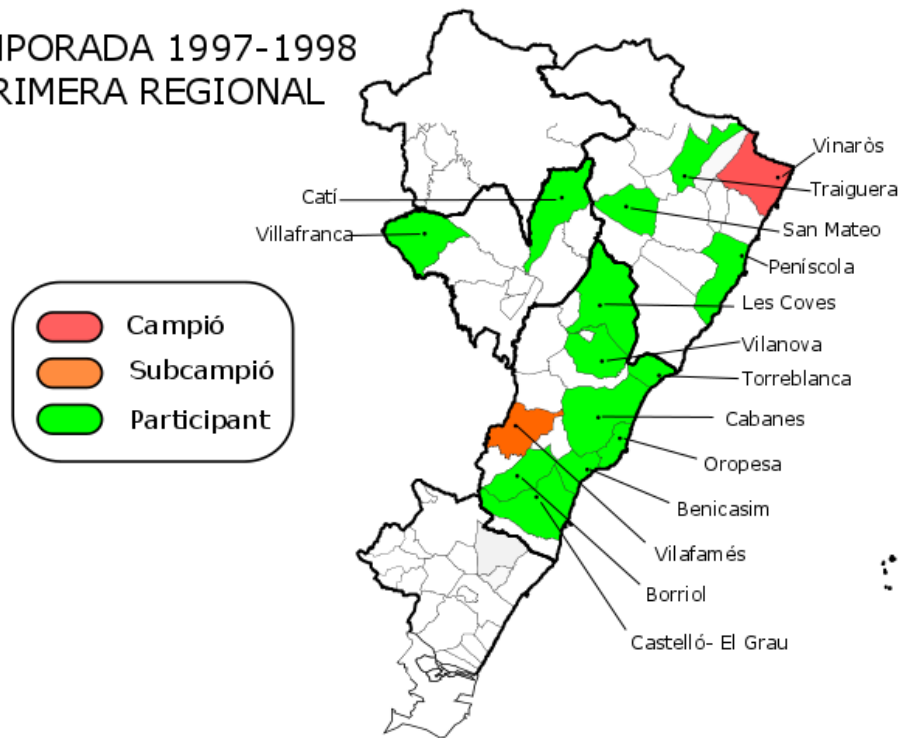 MPORADA 1997-1998
RIMERA REGIONAL
Vinaròs
Traiguera
Catí
San Mateo
Villafranca
Peníscola
Les Coves
Campió
Vilanova
Subcampió
Torreblanca
Participant
Cabanes
Oropesa
Benicasim
Vilafamés
Borriol
Castelló- El Grau